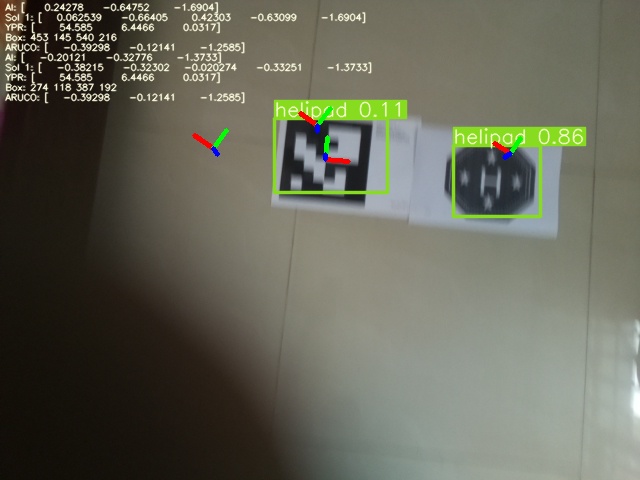 AI: [ 0.24278 -0.64752 -1.6904]
Sol 1: [ 0.062539 -0.66405 0.42303 -0.63099 -1.6904]
YPR: [ 54.585 6.4466 0.0317]
Box: 453 145 540 216
ARUCO: [ -0.39298 -0.12141 -1.2585]
AI: [ -0.20121 -0.32776 -1.3733]
Sol 1: [ -0.38215 -0.32302 -0.020274 -0.33251 -1.3733]
YPR: [ 54.585 6.4466 0.0317]
Box: 274 118 387 192
ARUCO: [ -0.39298 -0.12141 -1.2585]
helipad 0.11
helipad 0.86
H